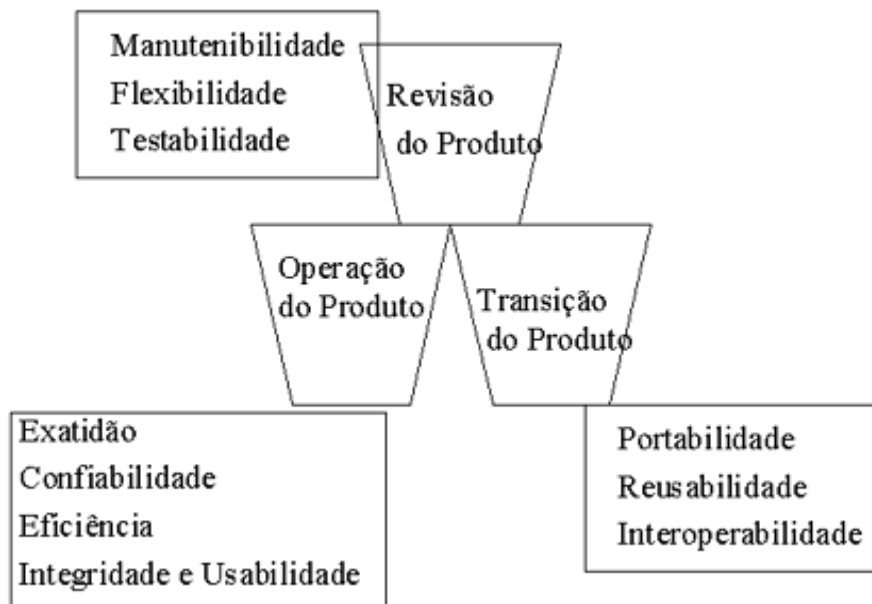 Manutenibilidade
Flexibilidade
Testabilidade
Revisão
do Produto
Operação
do Produto
Transição
do Produto
Exatidão
Confiabilidade
Eficiência
Integridade e Usabilidade
Portabilidade
Reusabilidade
Interoperabilidade